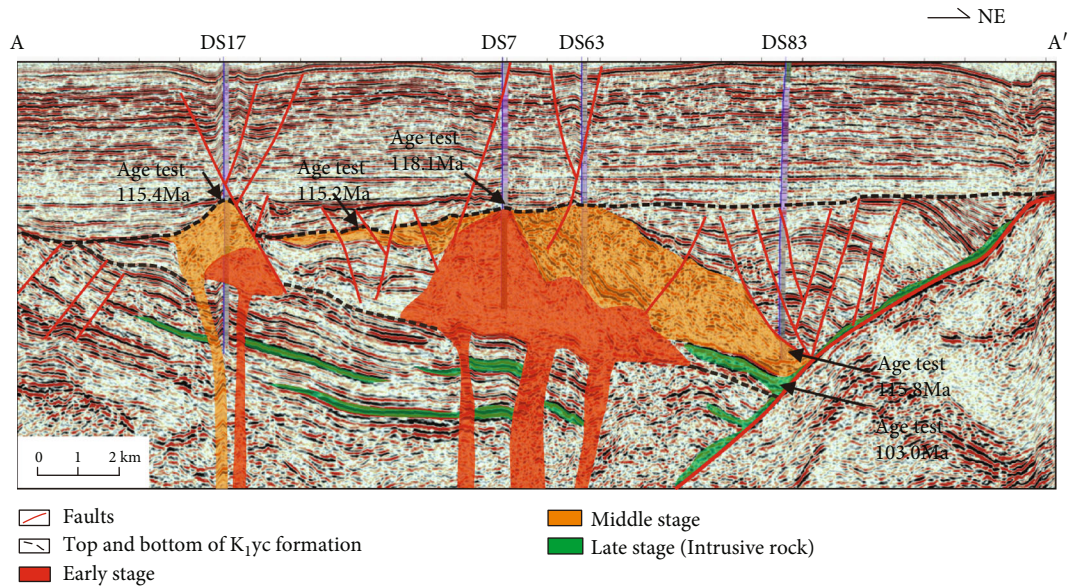 NE
A
DS17
DS7
DS63
DS83
A′
Age test
118.1Ma
Age test
115.4Ma
Age test
115.2Ma
Age test
115.8Ma
Age test
103.0Ma
0 1 2 km
Faults
Top and bottom of K₁yc formation
Early stage
Middle stage
Late stage (Intrusive rock)